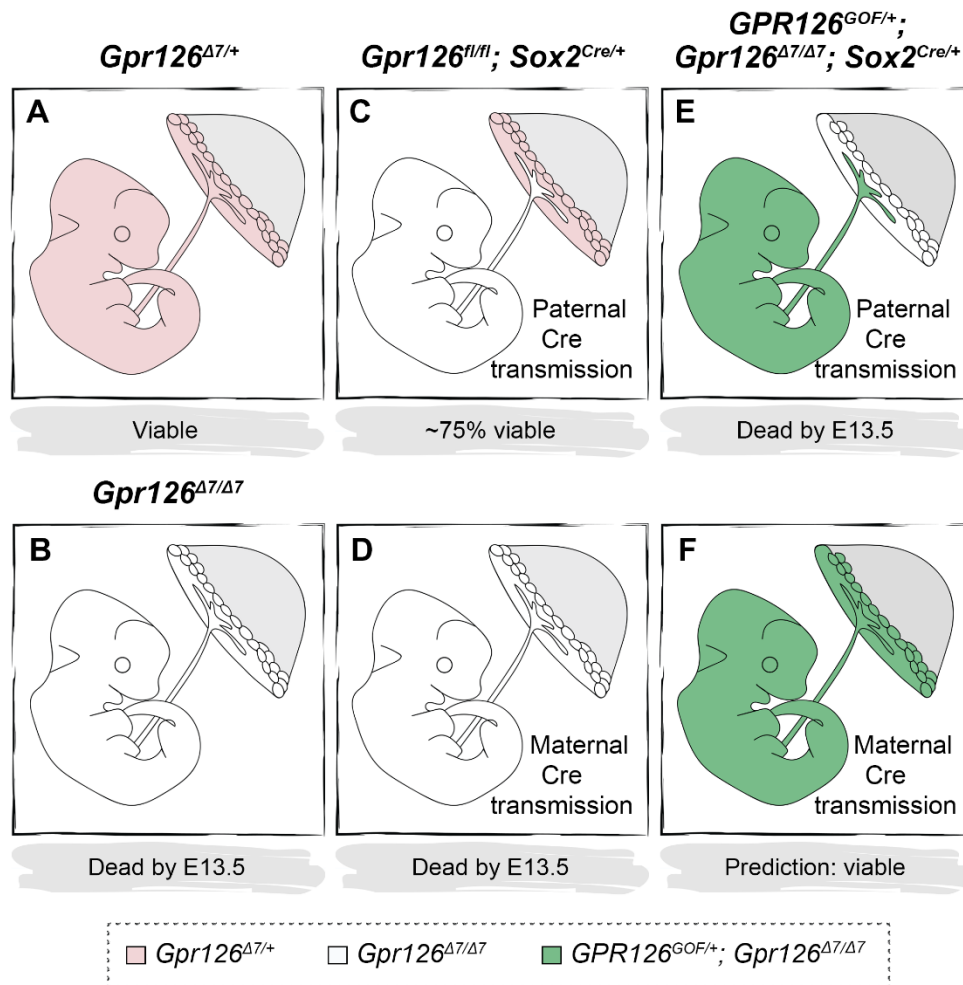 Gpr126Δ7/+
Gpr126fl/fl; Sox2Cre/+
GPR126GOF/+;
Gpr126Δ7/Δ7; Sox2Cre/+
A
C
Paternal
Cre
transmission
E
Paternal
Cre
transmission
Viable
~75% viable
Dead by E13.5
Gpr126Δ7/Δ7
B
D
Maternal
Cre
transmission
F
Maternal
Cre
transmission
Dead by E13.5
Dead by E13.5
Prediction: viable
Gpr126Δ7/+
Gpr126Δ7/Δ7
GPR126GOF/+; Gpr126Δ7/Δ7